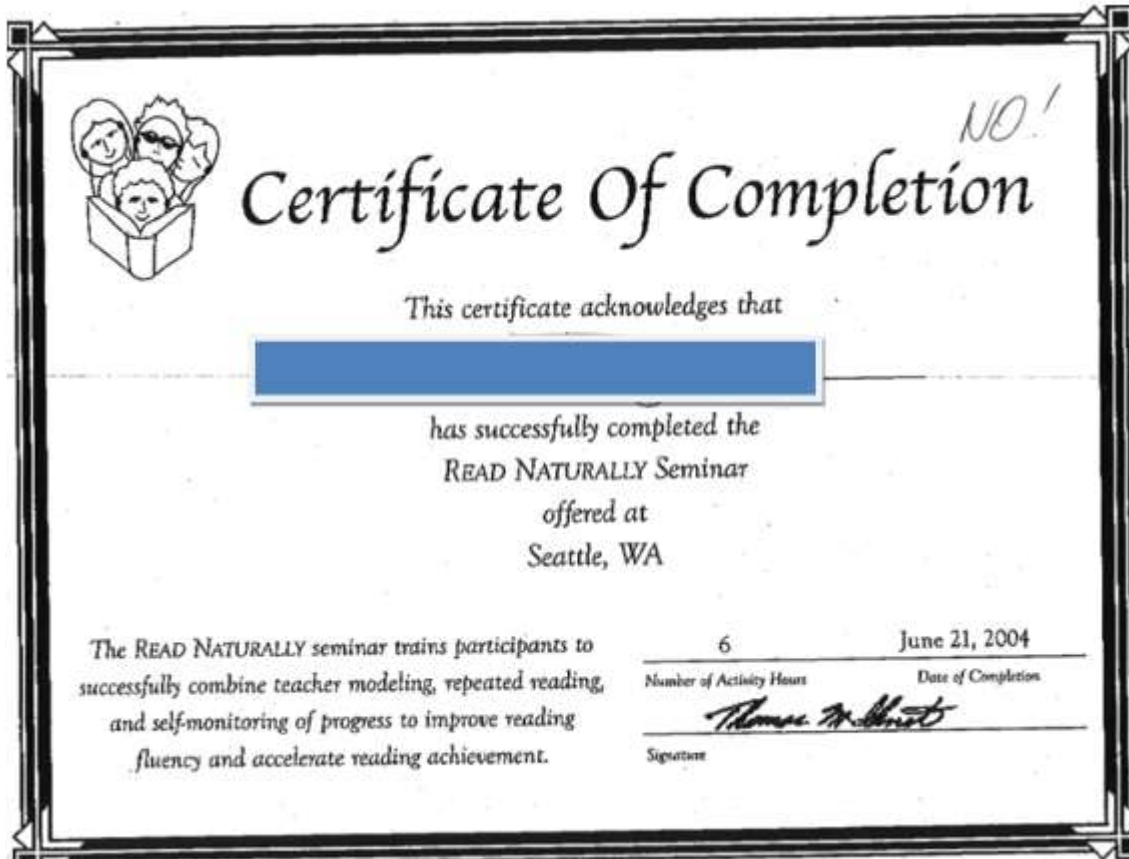 NO!
Certificate Of Completion
This certificate acknowledges that
has successfully completed the
READ NATURALLY Seminar
offered at
Seattle, WA
The READ NATURALLY seminar trains participants to
successfully combine teacher modeling, repeated reading,
and self-monitoring of progress to improve reading
fluency and accelerate reading achievement.
6 June 21, 2004
Number of Activity Hours Date of Completion
Thomas M
Signature